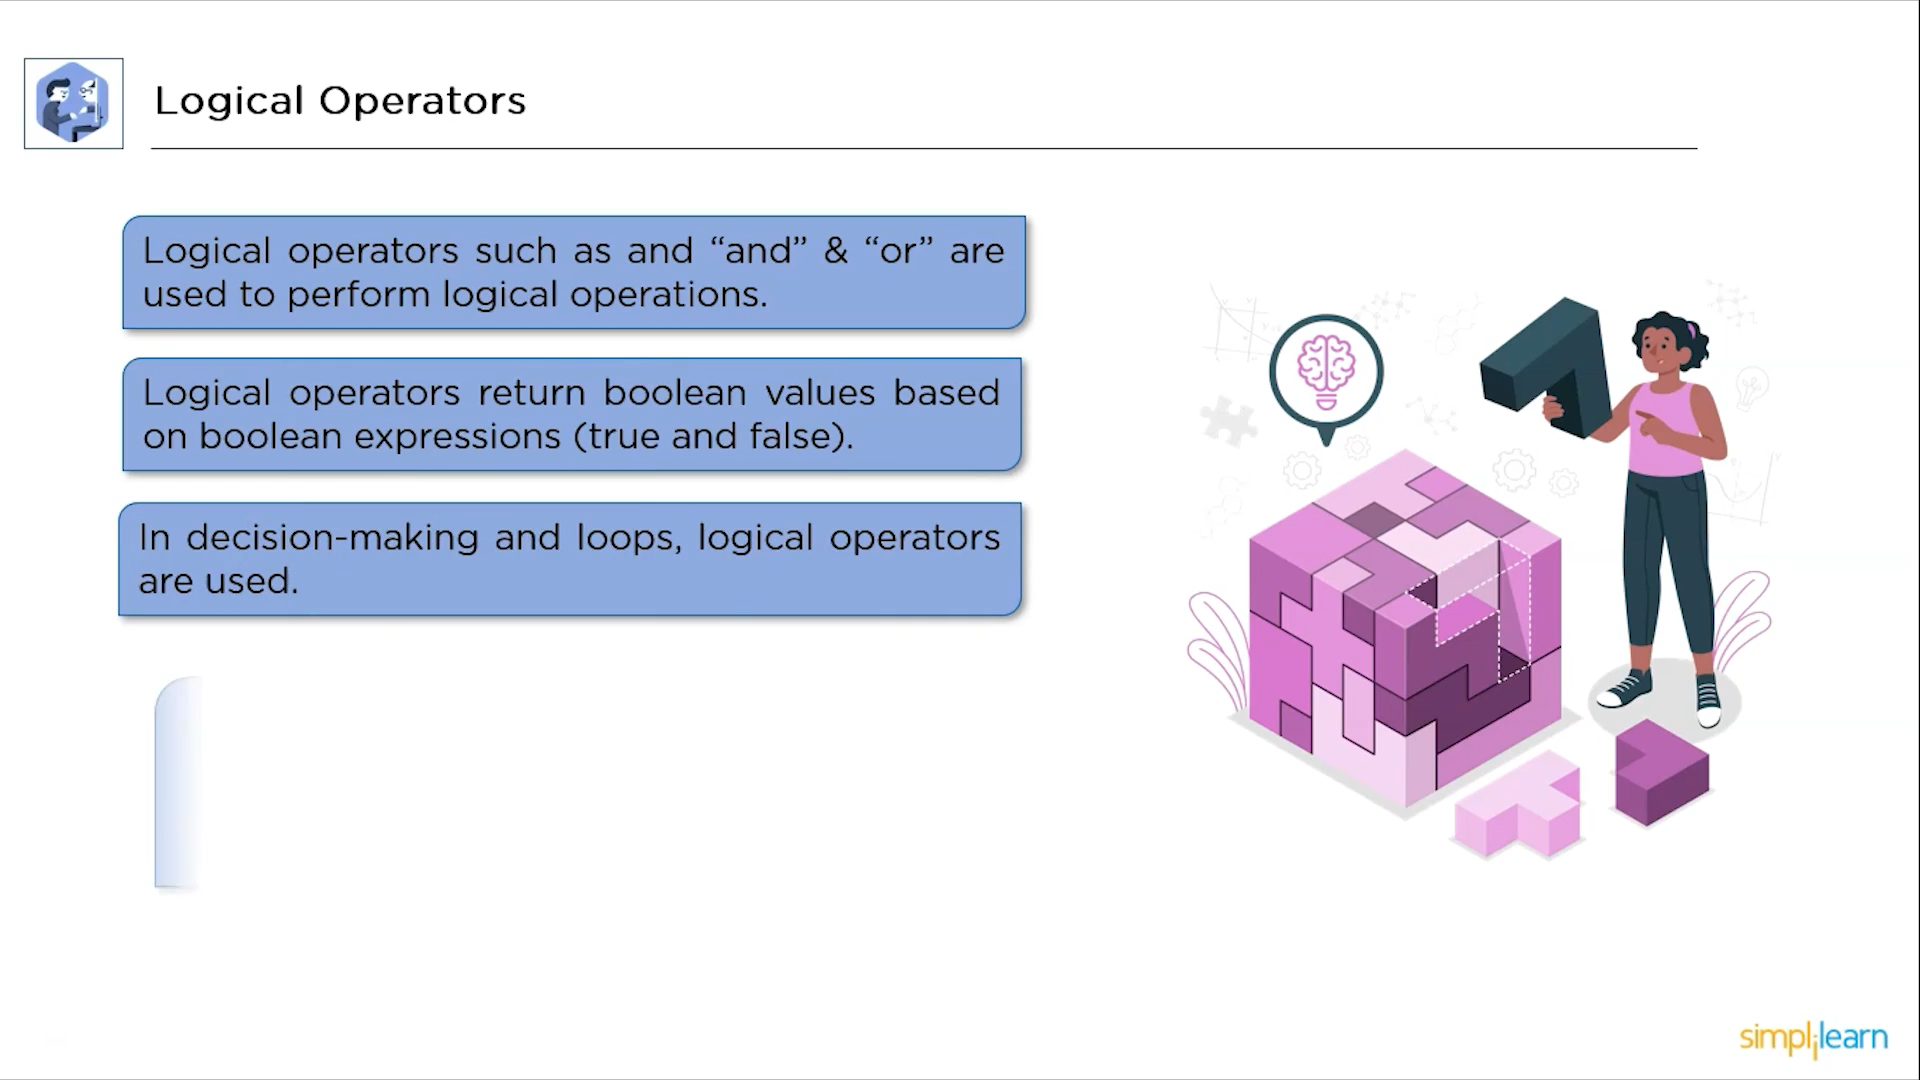 Logical Operators
Logical operators such as and “and” & “or” are
used to perform logical operations.
Logical operators return boolean values based
on boolean expressions (true and false).
In decision-making and loops, logical operators
are used.
simplilearn